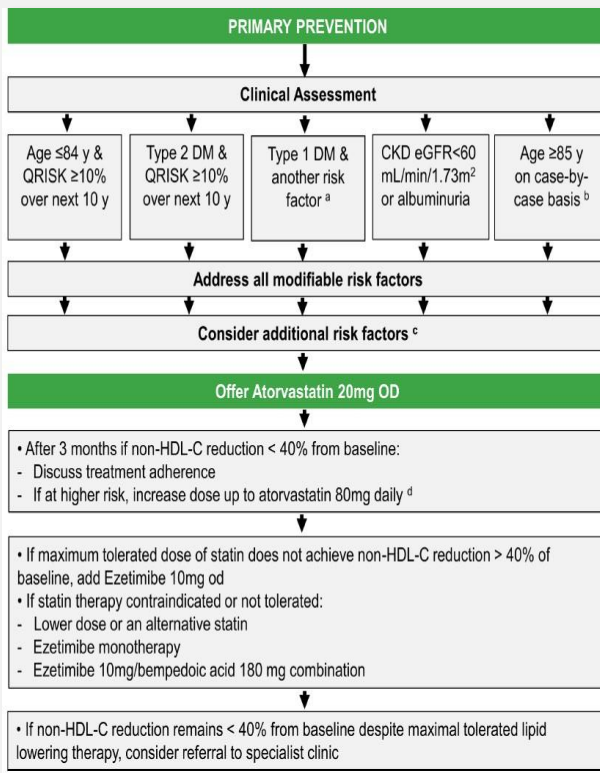 PRIMARY PREVENTION
Clinical Assessment
Age ≤84 y &
QRISK ≥10%
over next 10 y
Type 2 DM &
QRISK ≥10%
over next 10 y
Type 1 DM &
another risk
factor ᵃ
CKD eGFR<60
mL/min/1.73m²
or albuminuria
Age ≥85 y
on case-by-
case basis ᵇ
Address all modifiable risk factors
Consider additional risk factors ᶜ
Offer Atorvastatin 20mg OD
• After 3 months if non-HDL-C reduction < 40% from baseline:
- Discuss treatment adherence
- If at higher risk, increase dose up to atorvastatin 80mg daily ᵈ
• If maximum tolerated dose of statin does not achieve non-HDL-C reduction > 40% of
baseline, add Ezetimibe 10mg od
• If statin therapy contraindicated or not tolerated:
- Lower dose or an alternative statin
- Ezetimibe monotherapy
- Ezetimibe 10mg/bempedoic acid 180 mg combination
• If non-HDL-C reduction remains < 40% from baseline despite maximal tolerated lipid
lowering therapy, consider referral to specialist clinic